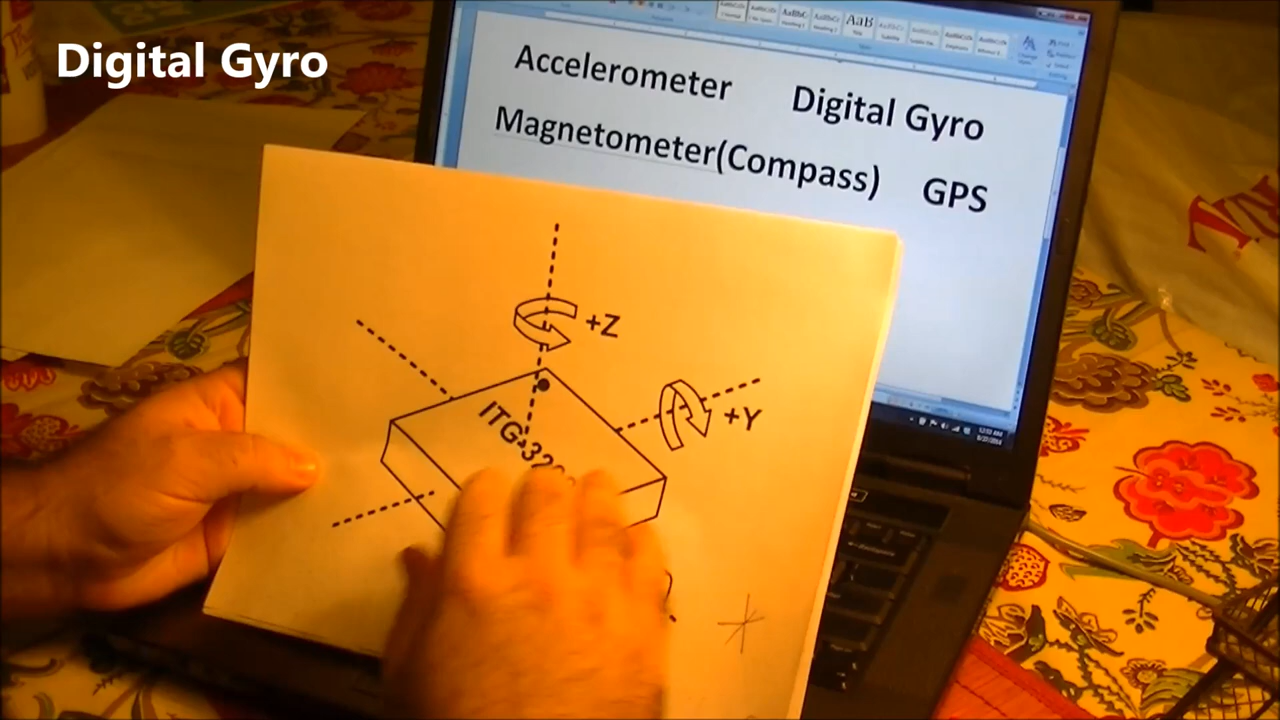 Digital Gyro
Accelerometer Digital Gyro
Magnetometer(Compass) GPS
+Z
+Y